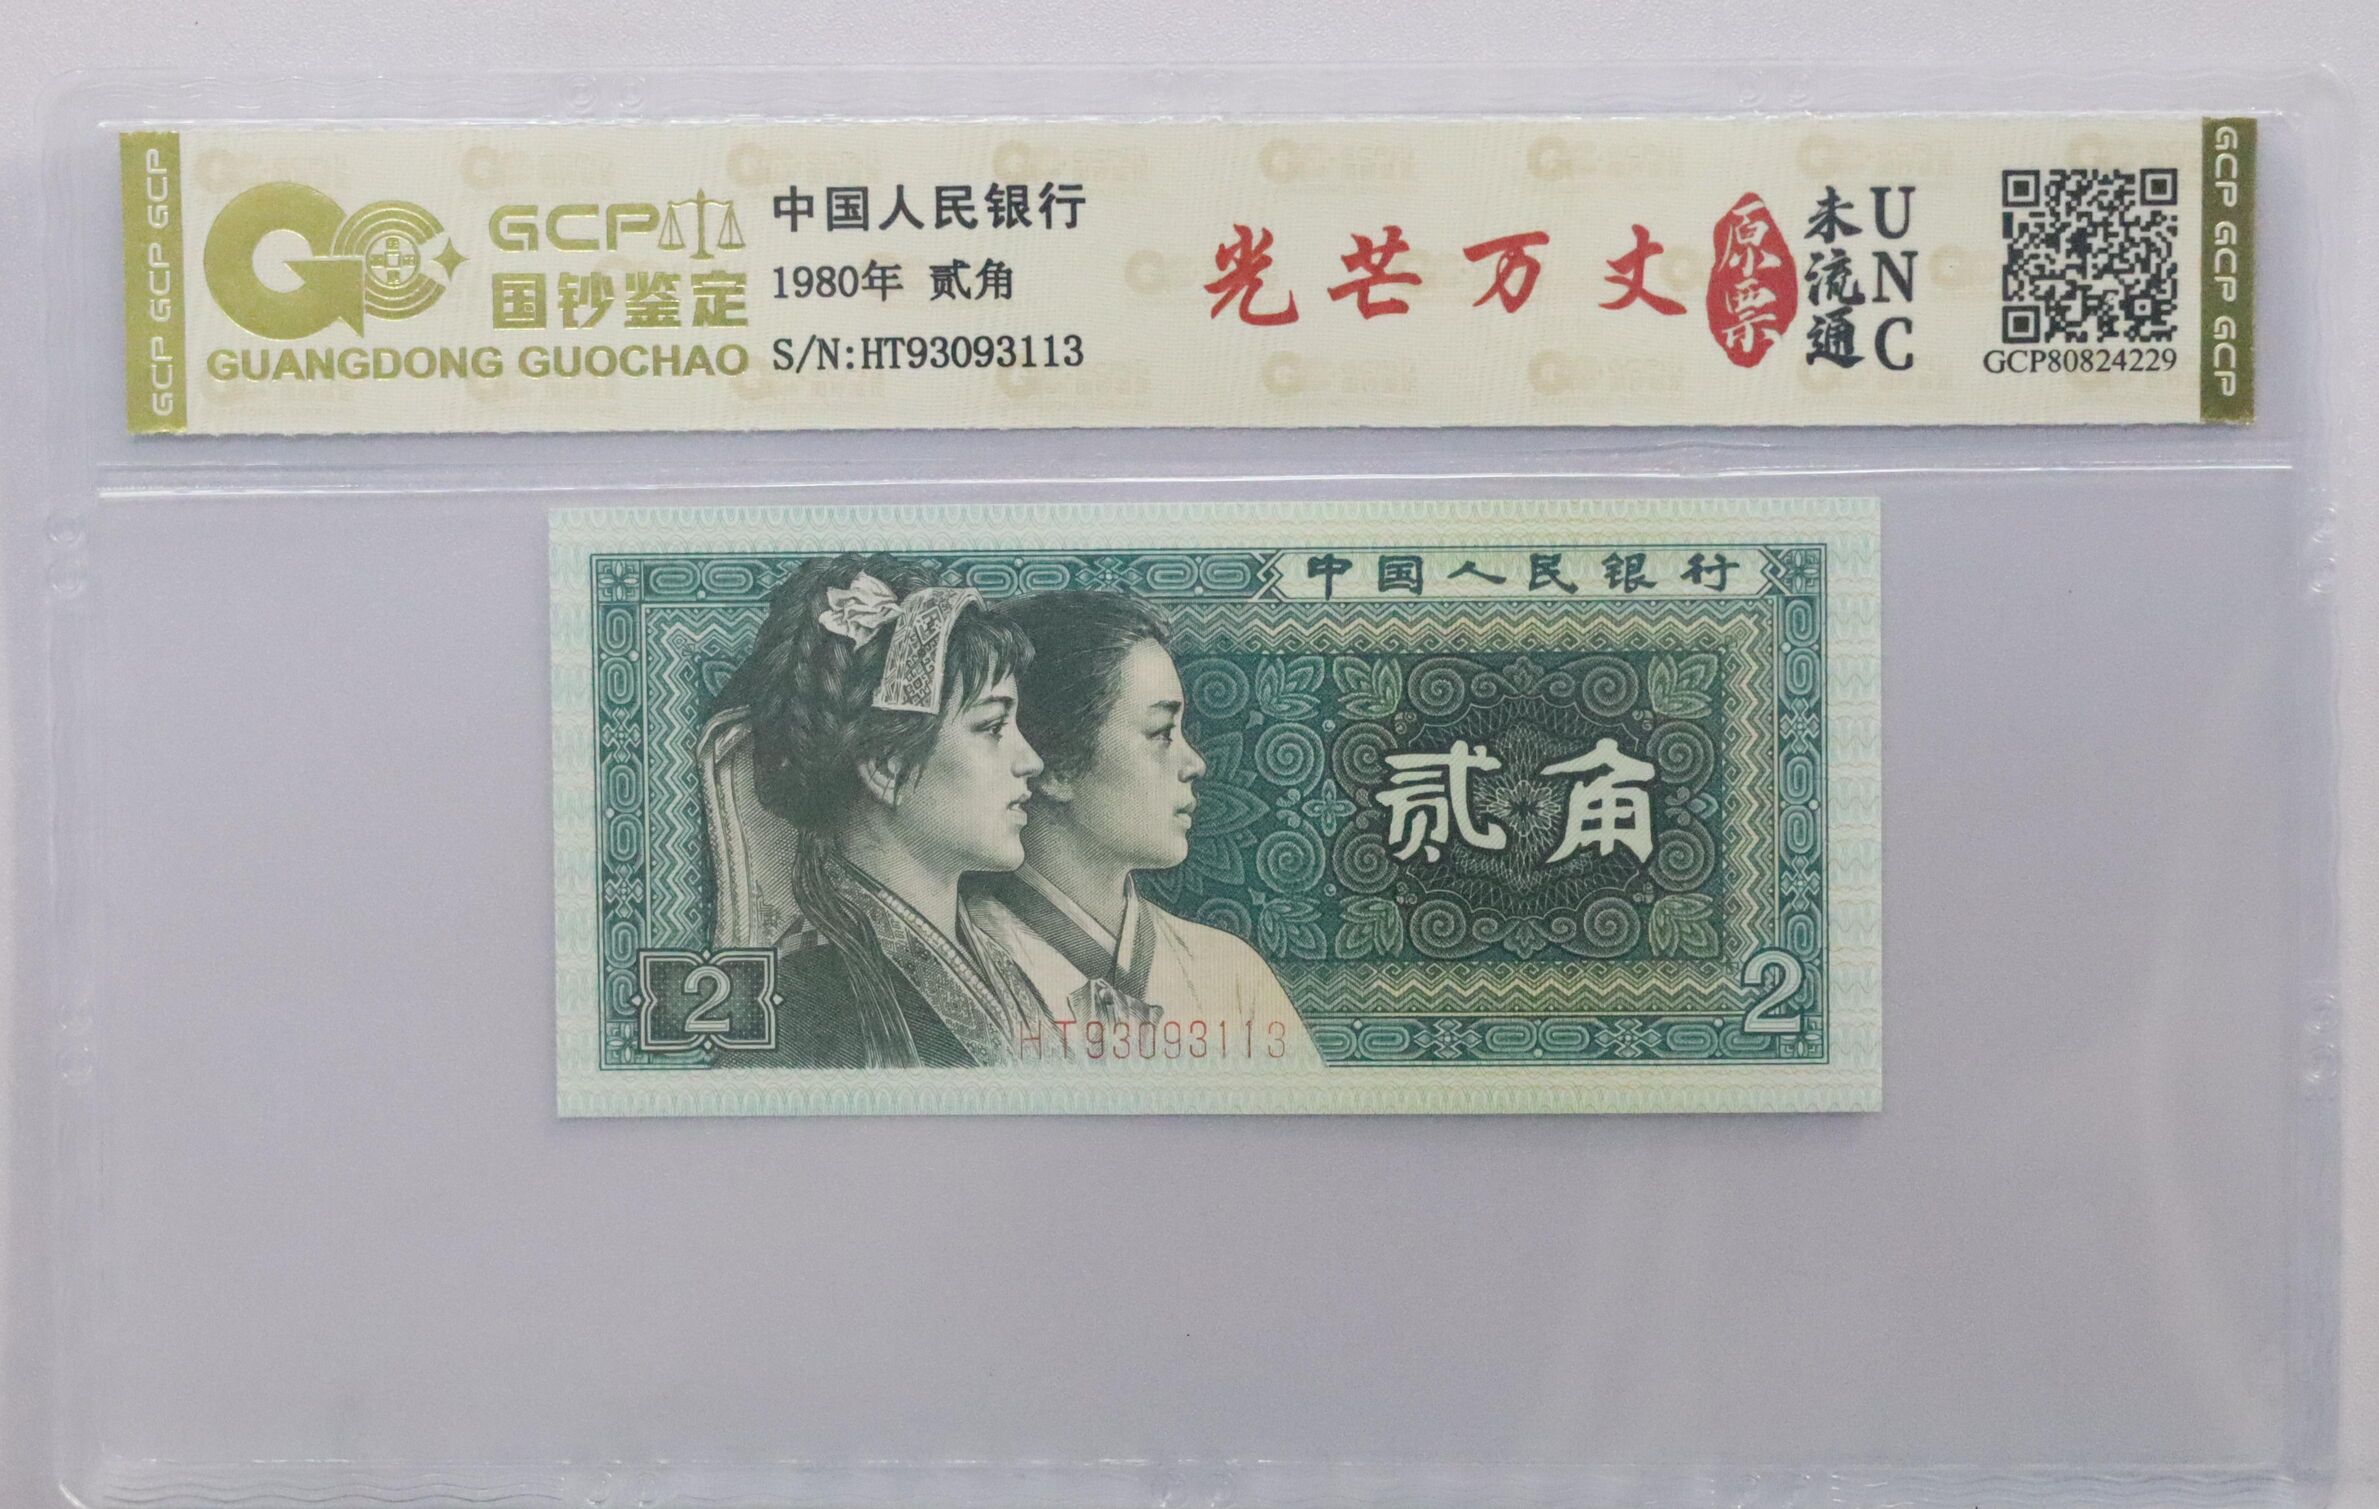 GCP GCP GCP
GCP
国钞鉴定
GUANGDONG GUOCHAO
中国人民银行
1980年 贰角
S/N:HT93093113
光芒万丈
原票
未流通
UNC
GCP80824229
GCP GCP GCP
中国人民银行
贰角
2
2
HT93093113